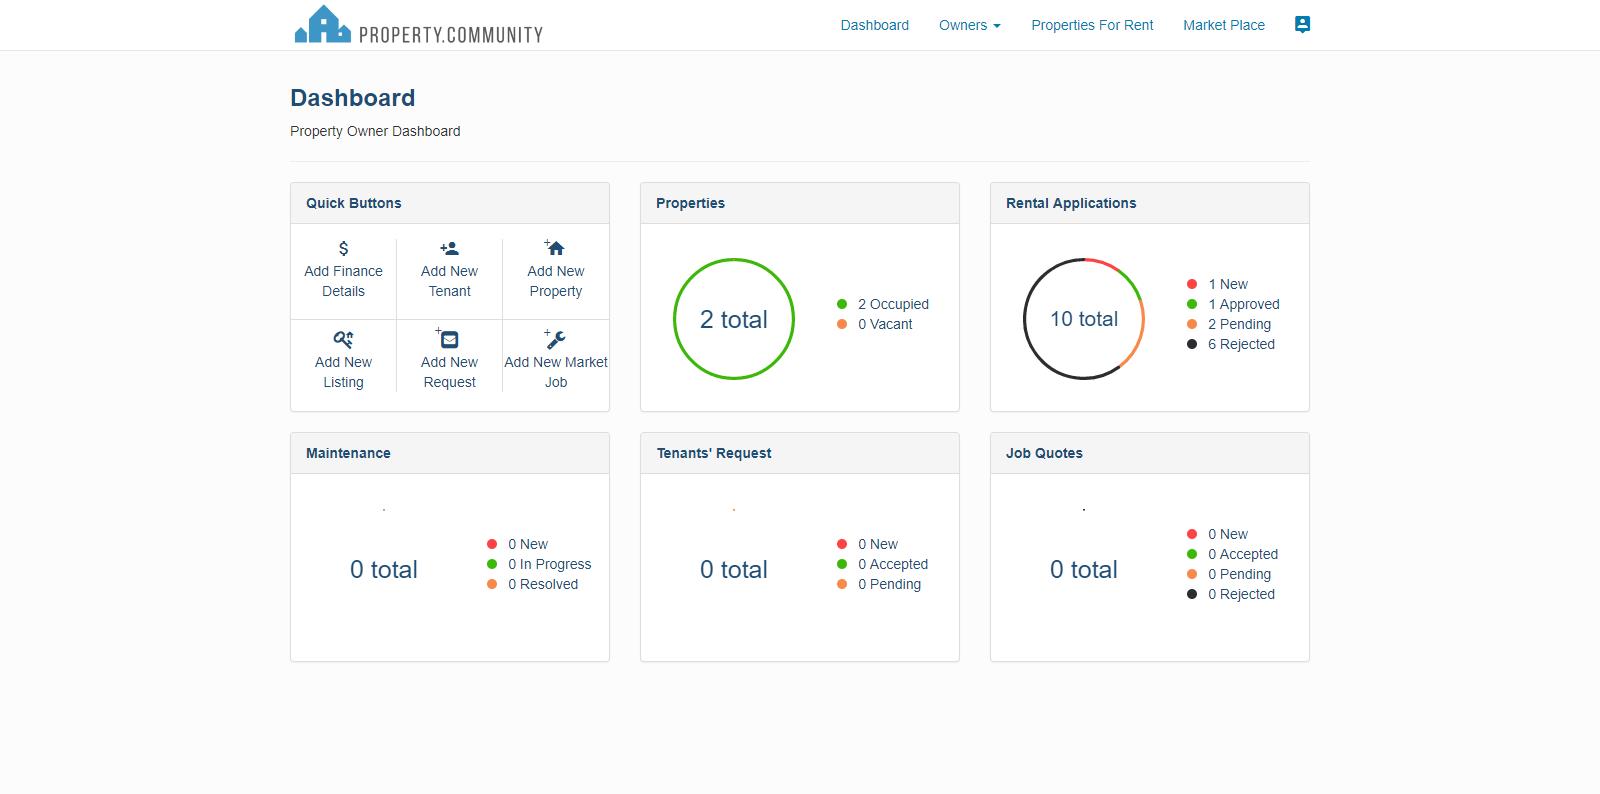 PROPERTY.COMMUNITY
Dashboard
Owners
Properties For Rent
Market Place
Dashboard
Property Owner Dashboard
Quick Buttons
$
Add Finance
Details
Add New
Tenant
Add New
Property
Add New
Listing
Add New
Request
Add New Market
Job
Properties
2 total
2 Occupied
0 Vacant
Rental Applications
10 total
1 New
1 Approved
2 Pending
6 Rejected
Maintenance
0 total
0 New
0 In Progress
0 Resolved
Tenants' Request
0 total
0 New
0 Accepted
0 Pending
Job Quotes
0 total
0 New
0 Accepted
0 Pending
0 Rejected